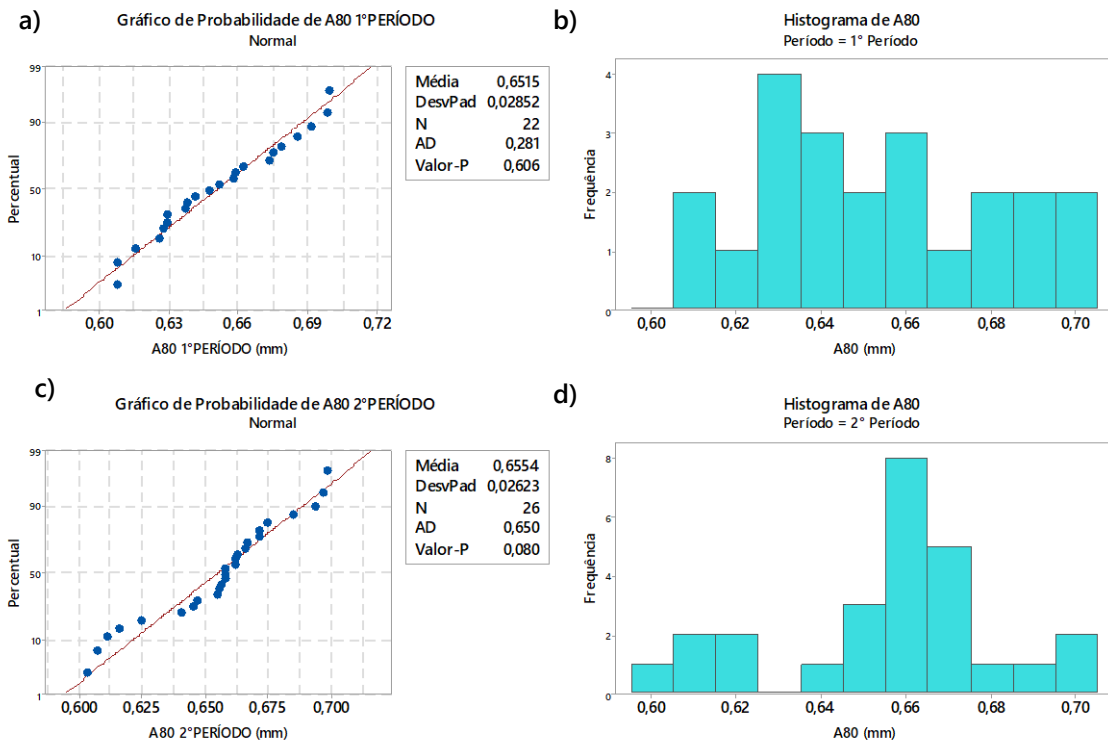 a)
Gráfico de Probabilidade de A80 1°PERÍODO
Normal
99
90
50
10
1
Percentual
0,60 0,63 0,66 0,69 0,72
A80 1°PERÍODO (mm)
Média 0,6515
DesvPad 0,02852
N 22
AD 0,281
Valor-P 0,606
b)
Histograma de A80
Período = 1° Período
4
3
2
1
0
Frequência
0,60 0,62 0,64 0,66 0,68 0,70
A80 (mm)
c)
Gráfico de Probabilidade de A80 2°PERÍODO
Normal
99
90
50
10
1
Percentual
0,600 0,625 0,650 0,675 0,700
A80 2°PERÍODO (mm)
Média 0,6554
DesvPad 0,02623
N 26
AD 0,650
Valor-P 0,080
d)
Histograma de A80
Período = 2° Período
8
6
4
2
0
Frequência
0,60 0,62 0,64 0,66 0,68 0,70
A80 (mm)